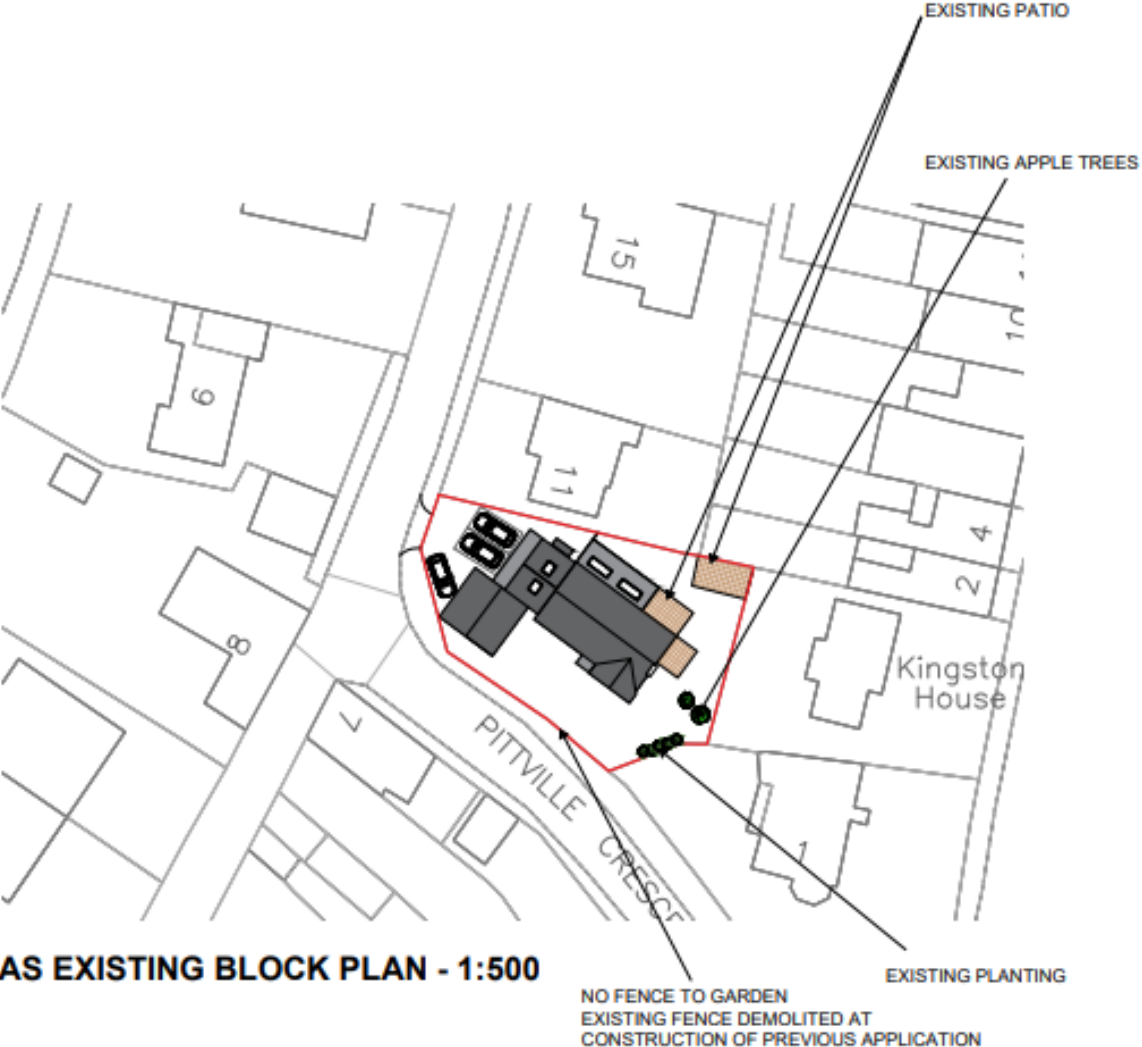 EXISTING PATIO
EXISTING APPLE TREES
15
10
9
11
4
2
8
Kingston
House
7
PITTVILLE CRESCE
1
AS EXISTING BLOCK PLAN - 1:500
EXISTING PLANTING
NO FENCE TO GARDEN
EXISTING FENCE DEMOLITED AT
CONSTRUCTION OF PREVIOUS APPLICATION